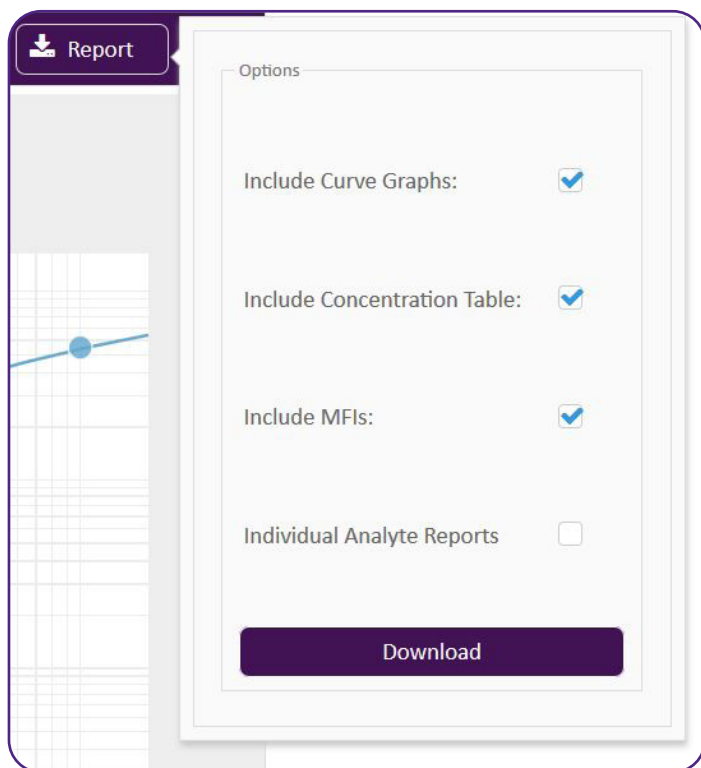 Report
Options
Include Curve Graphs:
Include Concentration Table:
Include MFIs:
Individual Analyte Reports
Download